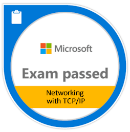 Microsoft
Exam passed
Networking
with TCP/IP